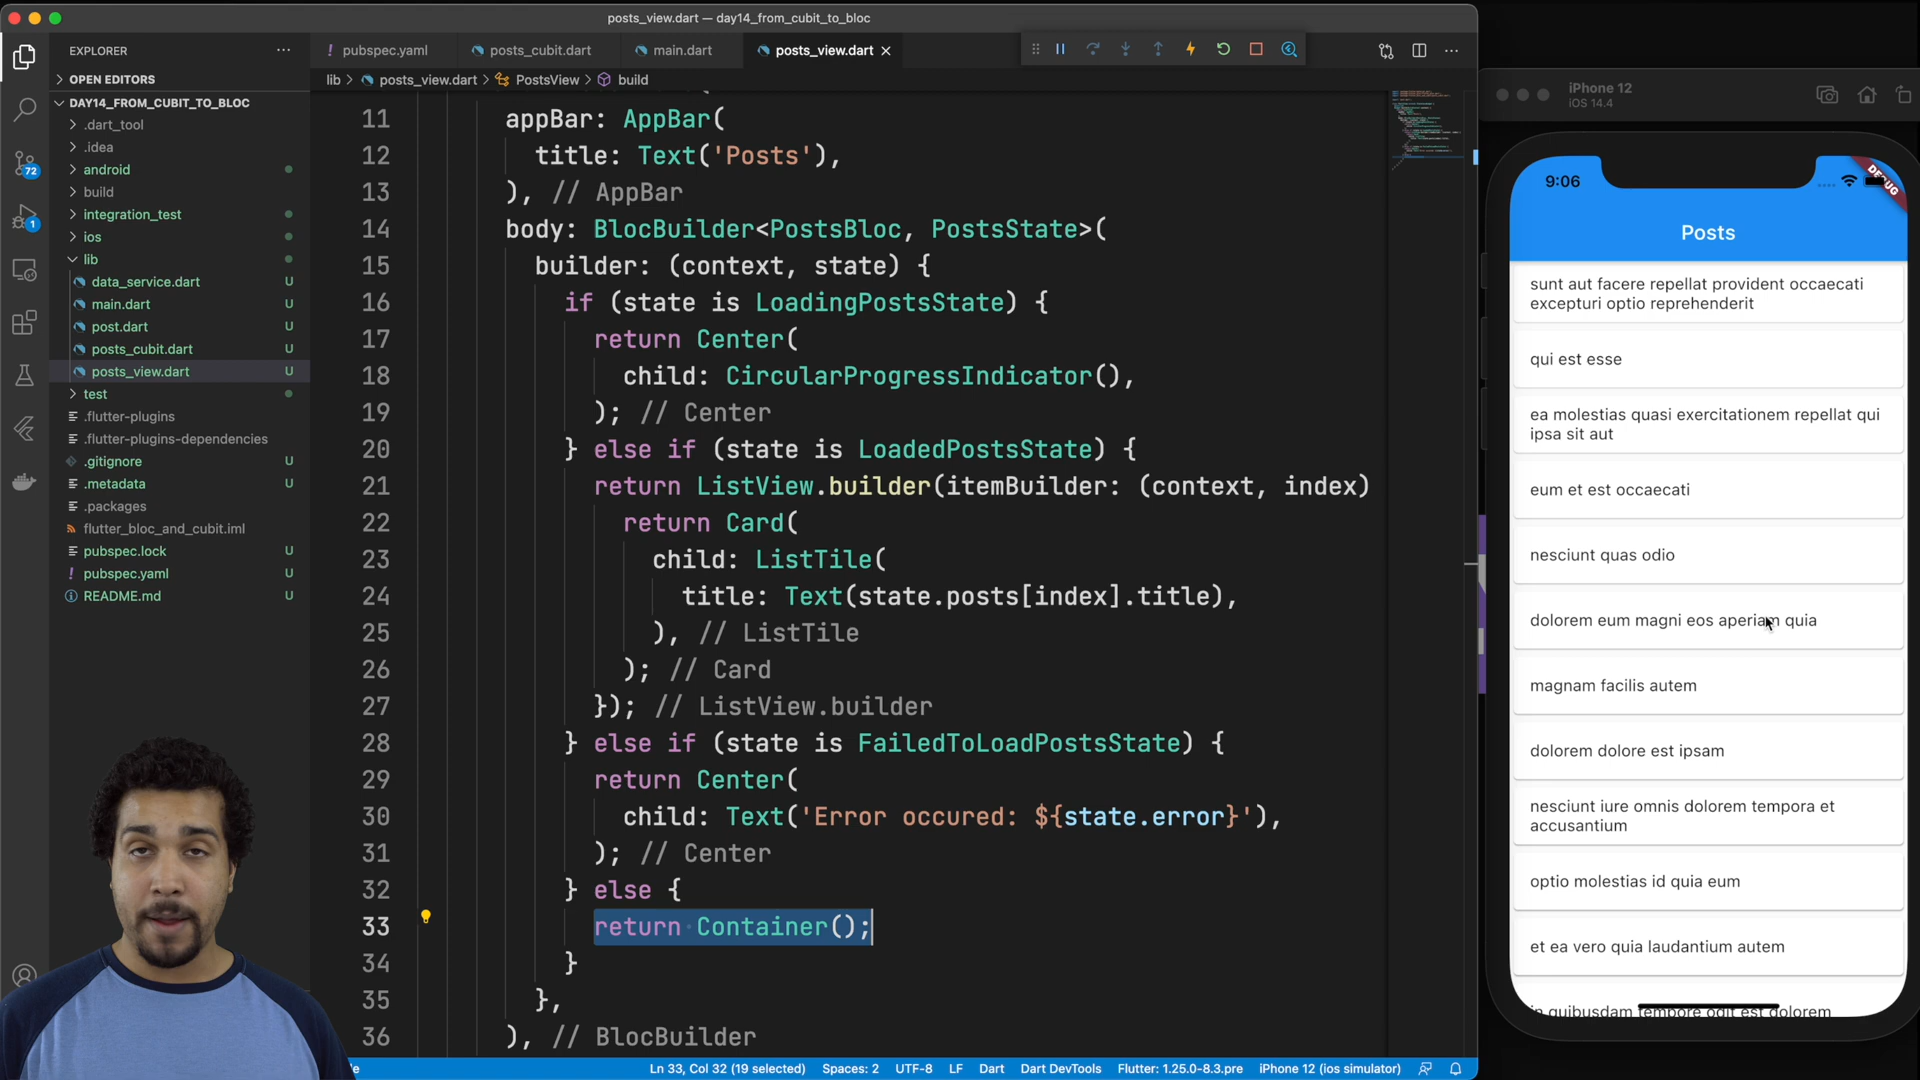 posts_view.dart — day14_from_cubit_to_bloc
EXPLORER
OPEN EDITORS
DAY14_FROM_CUBIT_TO_BLOC
.dart_tool
.idea
android
build
integration_test
ios
lib
data_service.dart U
main.dart U
post.dart U
posts_cubit.dart U
posts_view.dart U
test
.flutter-plugins
.flutter-plugins-dependencies
.gitignore U
.metadata U
.packages
flutter_bloc_and_cubit.iml
pubspec.lock U
! pubspec.yaml U
README.md U
72
1
! pubspec.yaml
posts_cubit.dart
main.dart
posts_view.dart
lib > posts_view.dart > PostsView > build
11 appBar: AppBar(
12 title: Text('Posts'),
13 ), // AppBar
14 body: BlocBuilder<PostsBloc, PostsState>(
15 builder: (context, state) {
16 if (state is LoadingPostsState) {
17 return Center(
18 child: CircularProgressIndicator(),
19 ); // Center
20 } else if (state is LoadedPostsState) {
21 return ListView.builder(itemBuilder: (context, index)
22 return Card(
23 child: ListTile(
24 title: Text(state.posts[index].title),
25 ), // ListTile
26 ); // Card
27 }); // ListView.builder
28 } else if (state is FailedToLoadPostsState) {
29 return Center(
30 child: Text('Error occured: ${state.error}'),
31 ); // Center
32 } else {
33 return Container();
34 }
35 },
36 ), // BlocBuilder
Ln 33, Col 32 (19 selected) Spaces: 2 UTF-8 LF Dart Dart DevTools Flutter: 1.25.0-8.3.pre iPhone 12 (ios simulator)
iPhone 12
iOS 14.4
9:06
DEBUG
Posts
sunt aut facere repellat provident occaecati
excepturi optio reprehenderit
qui est esse
ea molestias quasi exercitationem repellat qui
ipsa sit aut
eum et est occaecati
nesciunt quas odio
dolorem eum magni eos aperiam quia
magnam facilis autem
dolorem dolore est ipsam
nesciunt iure omnis dolorem tempora et
accusantium
optio molestias id quia eum
et ea vero quia laudantium autem
in quibusdam tempore odit est dolorem